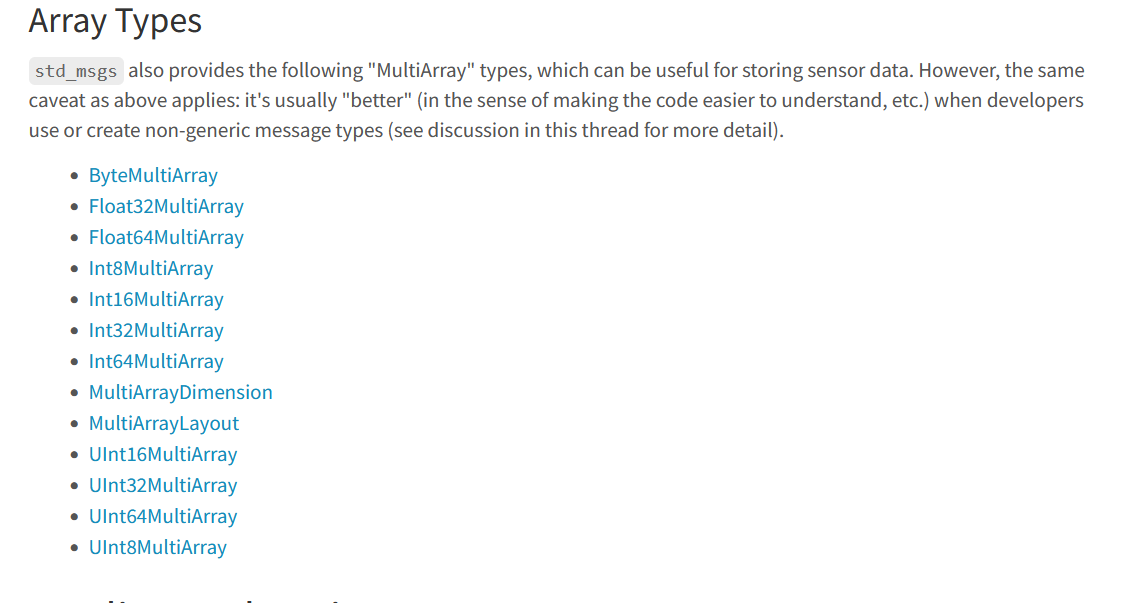 Array Types
std_msgs also provides the following "MultiArray" types, which can be useful for storing sensor data. However, the same
caveat as above applies: it's usually "better" (in the sense of making the code easier to understand, etc.) when developers
use or create non-generic message types (see discussion in this thread for more detail).
ByteMultiArray
Float32MultiArray
Float64MultiArray
Int8MultiArray
Int16MultiArray
Int32MultiArray
Int64MultiArray
MultiArrayDimension
MultiArrayLayout
UInt16MultiArray
UInt32MultiArray
UInt64MultiArray
UInt8MultiArray